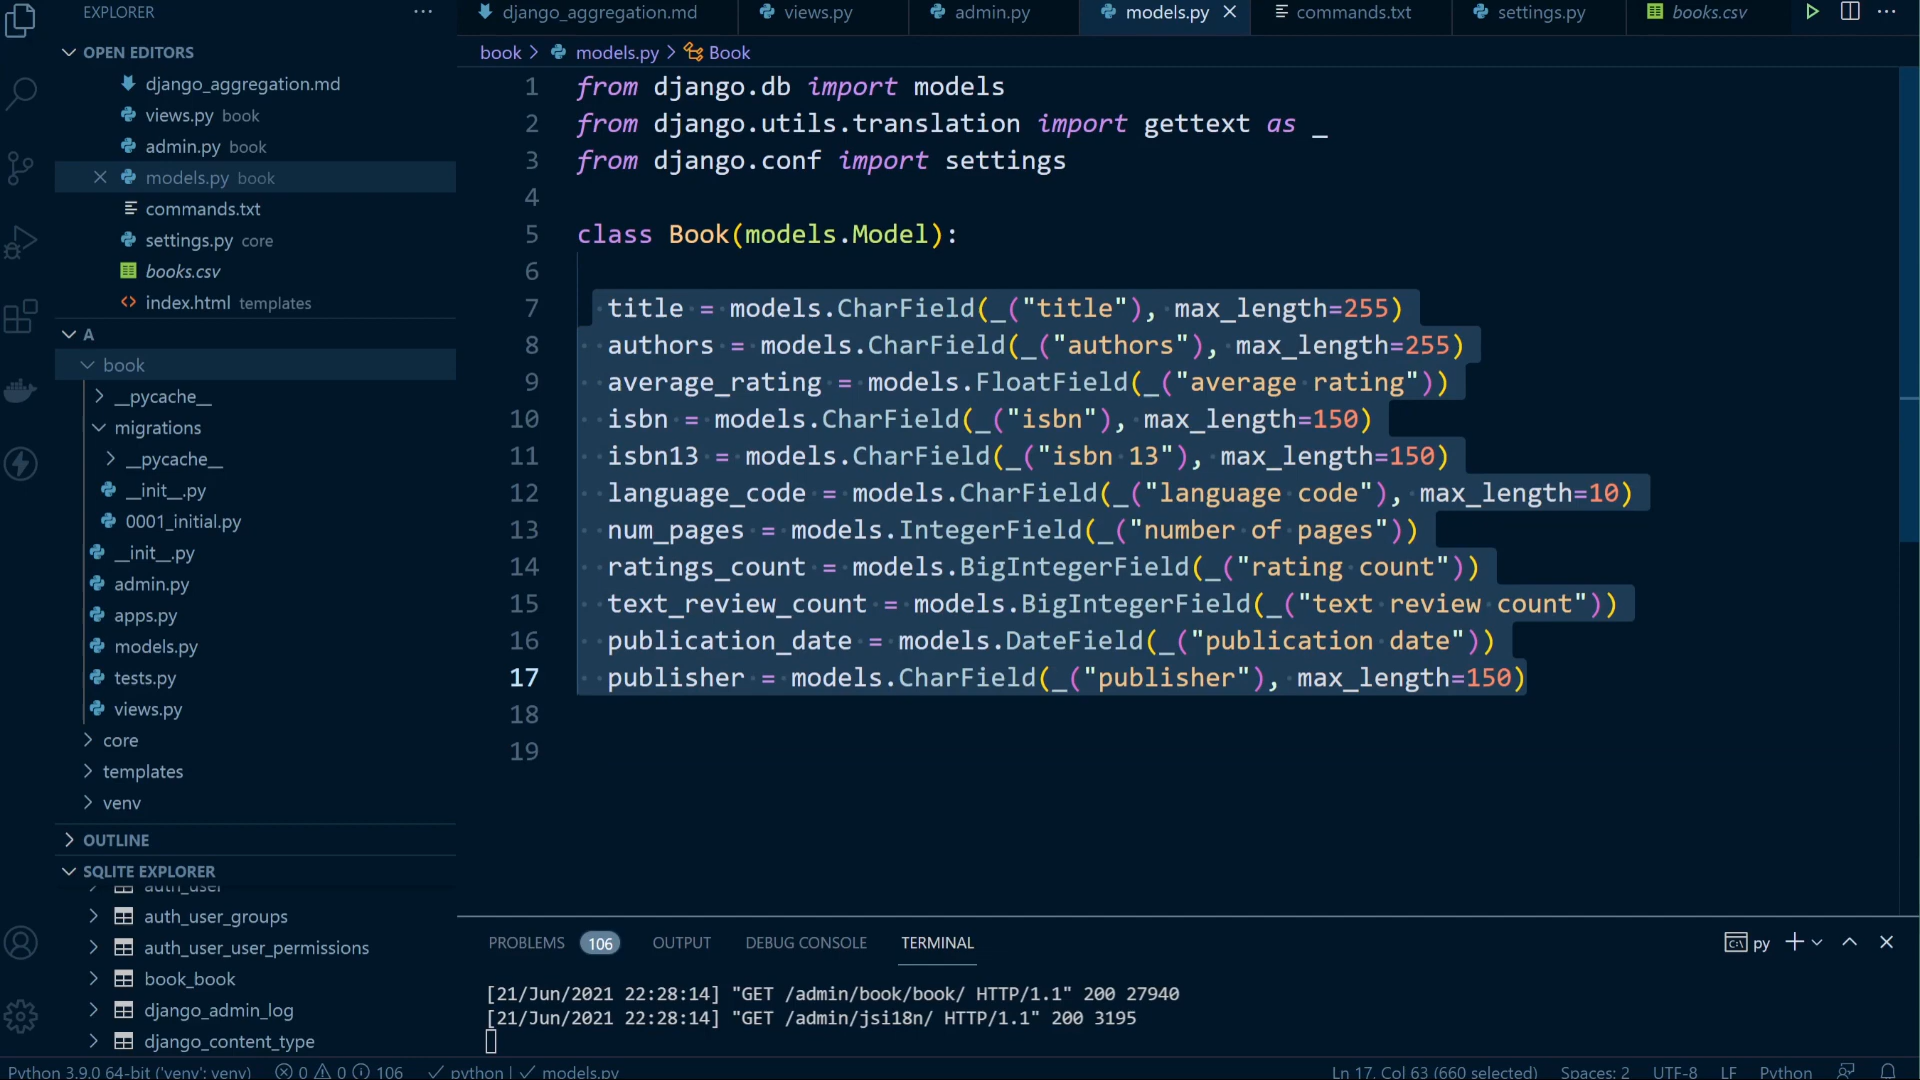 EXPLORER
OPEN EDITORS
django_aggregation.md
views.py book
admin.py book
models.py book
commands.txt
settings.py core
books.csv
index.html templates
A
book
__pycache__
migrations
__pycache__
__init__.py
0001_initial.py
__init__.py
admin.py
apps.py
models.py
tests.py
views.py
core
templates
venv
OUTLINE
SQLITE EXPLORER
auth_user
auth_user_groups
auth_user_user_permissions
book_book
django_admin_log
django_content_type
django_aggregation.md views.py admin.py models.py commands.txt settings.py books.csv
book > models.py > Book
1 from django.db import models
2 from django.utils.translation import gettext as _
3 from django.conf import settings
4
5 class Book(models.Model):
6
7 title = models.CharField(_("title"), max_length=255)
8 authors = models.CharField(_("authors"), max_length=255)
9 average_rating = models.FloatField(_("average rating"))
10 isbn = models.CharField(_("isbn"), max_length=150)
11 isbn13 = models.CharField(_("isbn 13"), max_length=150)
12 language_code = models.CharField(_("language code"), max_length=10)
13 num_pages = models.IntegerField(_("number of pages"))
14 ratings_count = models.BigIntegerField(_("rating count"))
15 text_review_count = models.BigIntegerField(_("text review count"))
16 publication_date = models.DateField(_("publication date"))
17 publisher = models.CharField(_("publisher"), max_length=150)
18
19
PROBLEMS 106 OUTPUT DEBUG CONSOLE TERMINAL py
[21/Jun/2021 22:28:14] "GET /admin/book/book/ HTTP/1.1" 200 27940
[21/Jun/2021 22:28:14] "GET /admin/jsi18n/ HTTP/1.1" 200 3195
Python 3.9.0 64-bit ('venv': venv) 0 0 106 python | models.py Ln 17, Col 63 (660 selected) Spaces: 2 UTF-8 LF Python